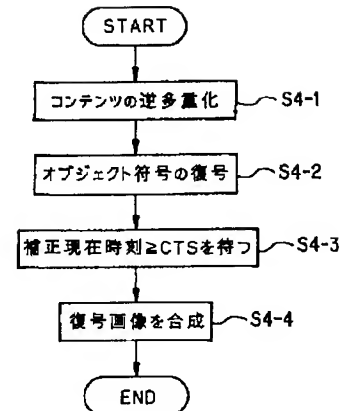 START
コンテンツの逆多重化 S4-1
オブジェクト符号の復号 S4-2
補正現在時刻≧CTSを待つ S4-3
復号画像を合成 S4-4
END